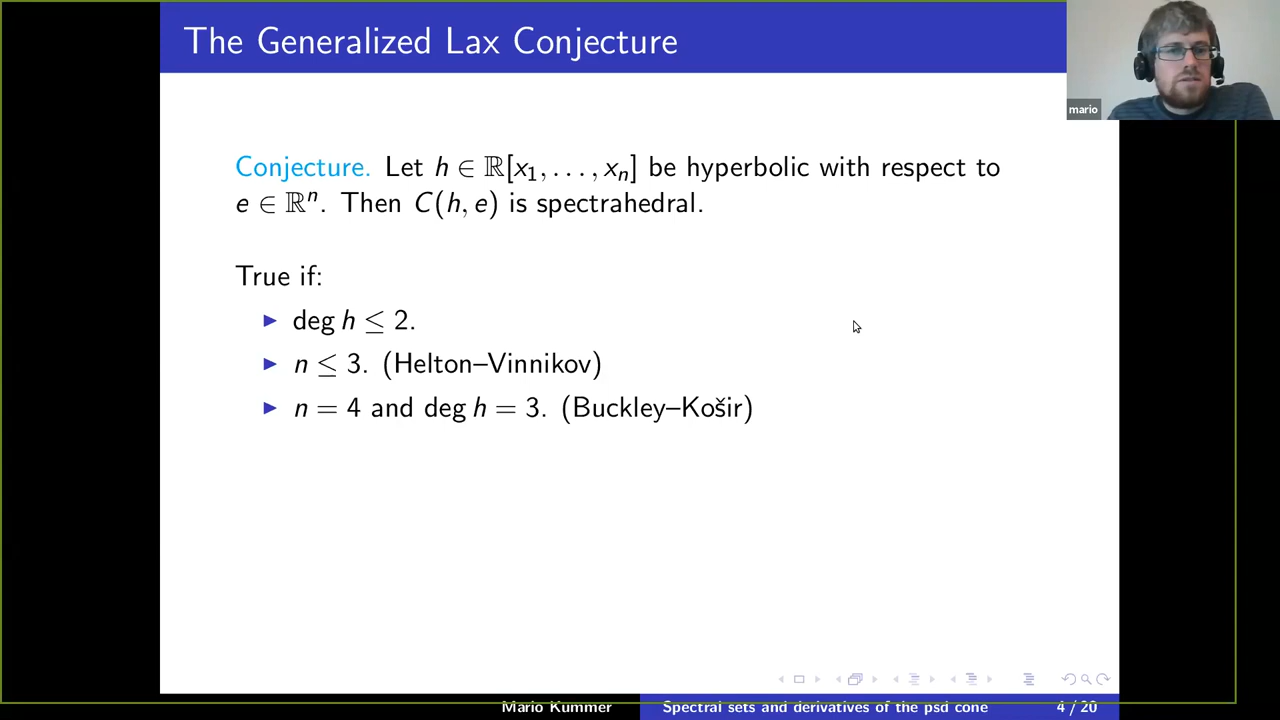 The Generalized Lax Conjecture
mario
Conjecture. Let h ∈ ℝ[x₁, . . . , xₙ] be hyperbolic with respect to
e ∈ ℝⁿ. Then C(h, e) is spectrahedral.
True if:
▶ deg h ≤ 2.
▶ n ≤ 3. (Helton–Vinnikov)
▶ n = 4 and deg h = 3. (Buckley–Košir)
Mario Kummer Spectral sets and derivatives of the psd cone 4 / 20